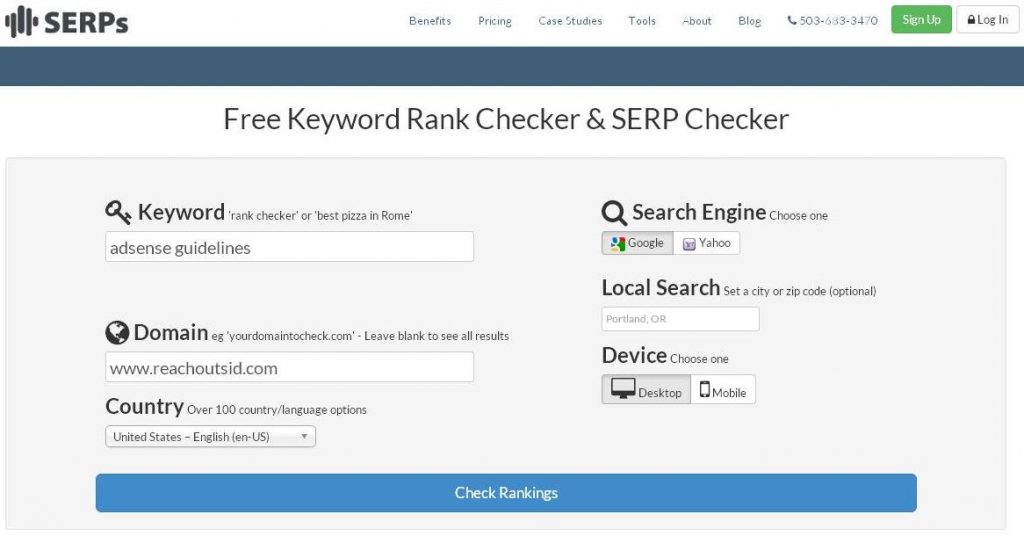 SERPs
Benefits Pricing Case Studies Tools About Blog 503-683-3470 Sign Up Log In
Free Keyword Rank Checker & SERP Checker
Keyword 'rank checker' or 'best pizza in Rome'
adsense guidelines
Search Engine Choose one
Google Yahoo
Local Search Set a city or zip code (optional)
Portland, OR
Domain eg 'yourdomaintocheck.com' - Leave blank to see all results
www.reachoutsid.com
Device Choose one
Desktop Mobile
Country Over 100 country/language options
United States – English (en-US)
Check Rankings